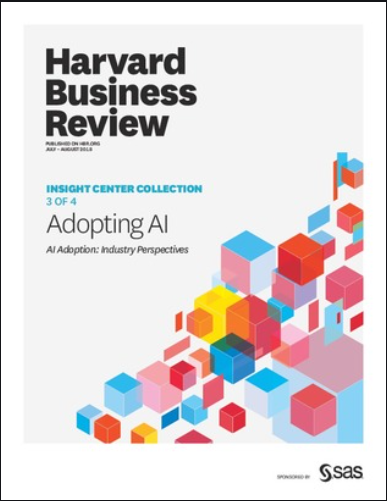 Harvard
Business
Review
PUBLISHED ON HBR.ORG
JULY – AUGUST 2018
INSIGHT CENTER COLLECTION
3 OF 4
Adopting AI
AI Adoption: Industry Perspectives
SPONSORED BY
sas